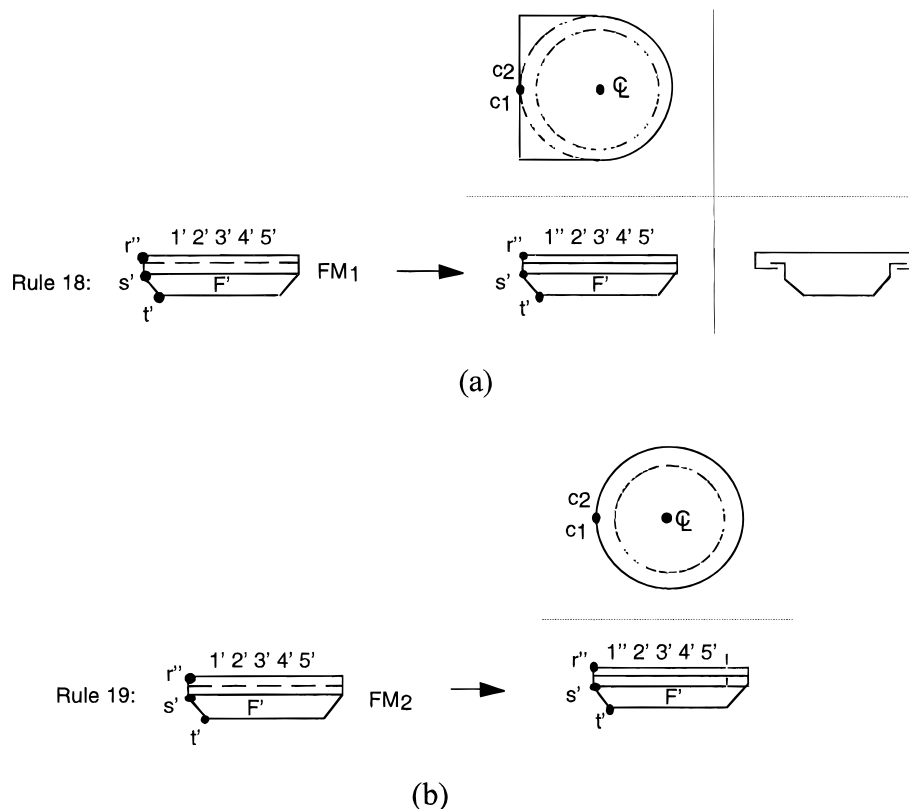 c2
c1 ℄
r'' 1' 2' 3' 4' 5' r'' 1'' 2' 3' 4' 5'
Rule 18: s' F' FM1 s' F'
t' t'
(a)
c2
c1 ℄
r'' 1' 2' 3' 4' 5' r'' 1'' 2' 3' 4' 5'
Rule 19: s' F' FM2 s' F'
t' t'
(b)